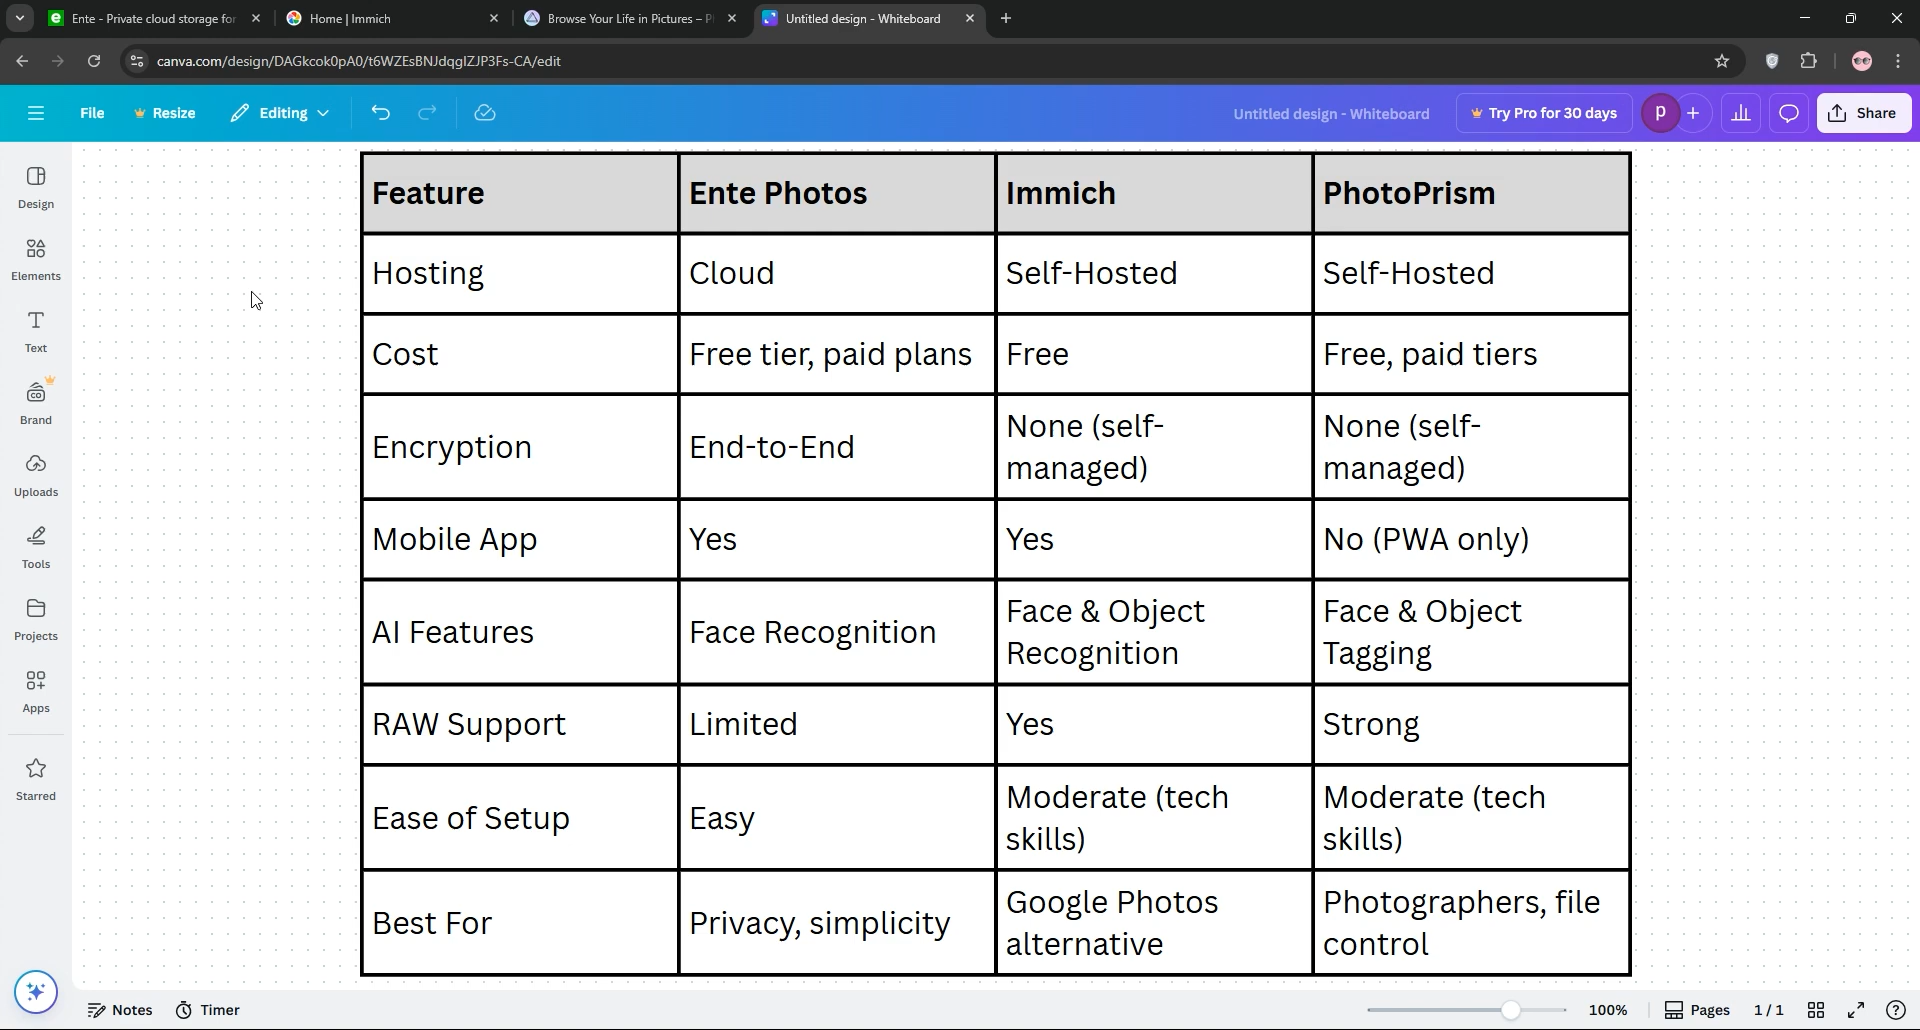 Ente - Private cloud storage for
Home | Immich
Browse Your Life in Pictures – P
Untitled design - Whiteboard
canva.com/design/DAGkcok0pA0/t6WZEsBNJdqgIZJP3Fs-CA/edit
File
Resize
Editing
Untitled design - Whiteboard
Try Pro for 30 days
p
Share
Design
Elements
Text
Brand
Uploads
Tools
Projects
Apps
Starred
Feature Ente Photos Immich PhotoPrism
Hosting Cloud Self-Hosted Self-Hosted
Cost Free tier, paid plans Free Free, paid tiers
Encryption End-to-End None (self-
managed) None (self-
managed)
Mobile App Yes Yes No (PWA only)
AI Features Face Recognition Face & Object
Recognition Face & Object
Tagging
RAW Support Limited Yes Strong
Ease of Setup Easy Moderate (tech
skills) Moderate (tech
skills)
Best For Privacy, simplicity Google Photos
alternative Photographers, file
control
Notes
Timer
100%
Pages
1 / 1